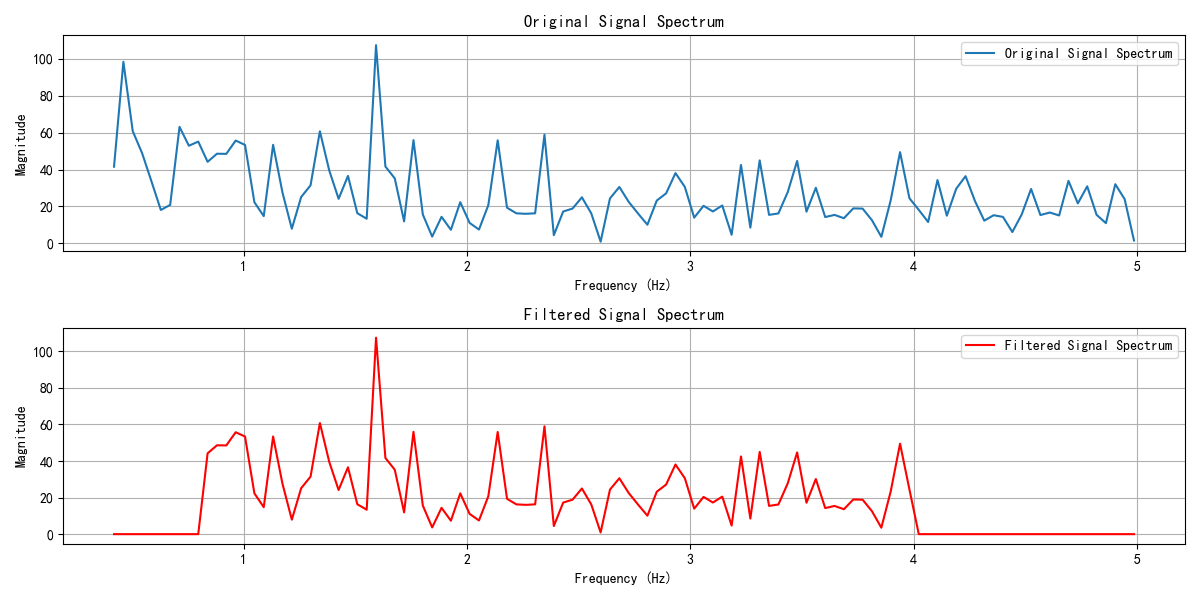 Original Signal Spectrum
Original Signal Spectrum
Magnitude
100
80
60
40
20
0
1 2 3 4 5
Frequency (Hz)
Filtered Signal Spectrum
Filtered Signal Spectrum
Magnitude
100
80
60
40
20
0
1 2 3 4 5
Frequency (Hz)